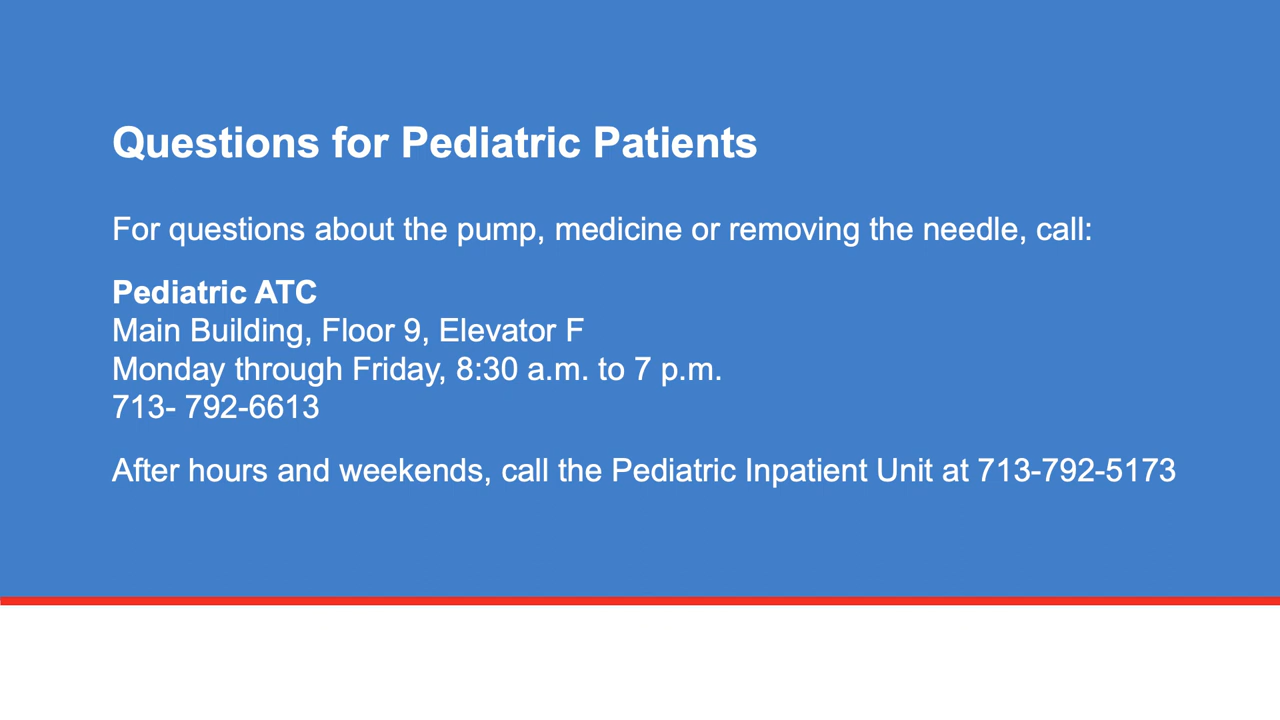 Questions for Pediatric Patients
For questions about the pump, medicine or removing the needle, call:
Pediatric ATC
Main Building, Floor 9, Elevator F
Monday through Friday, 8:30 a.m. to 7 p.m.
713- 792-6613
After hours and weekends, call the Pediatric Inpatient Unit at 713-792-5173